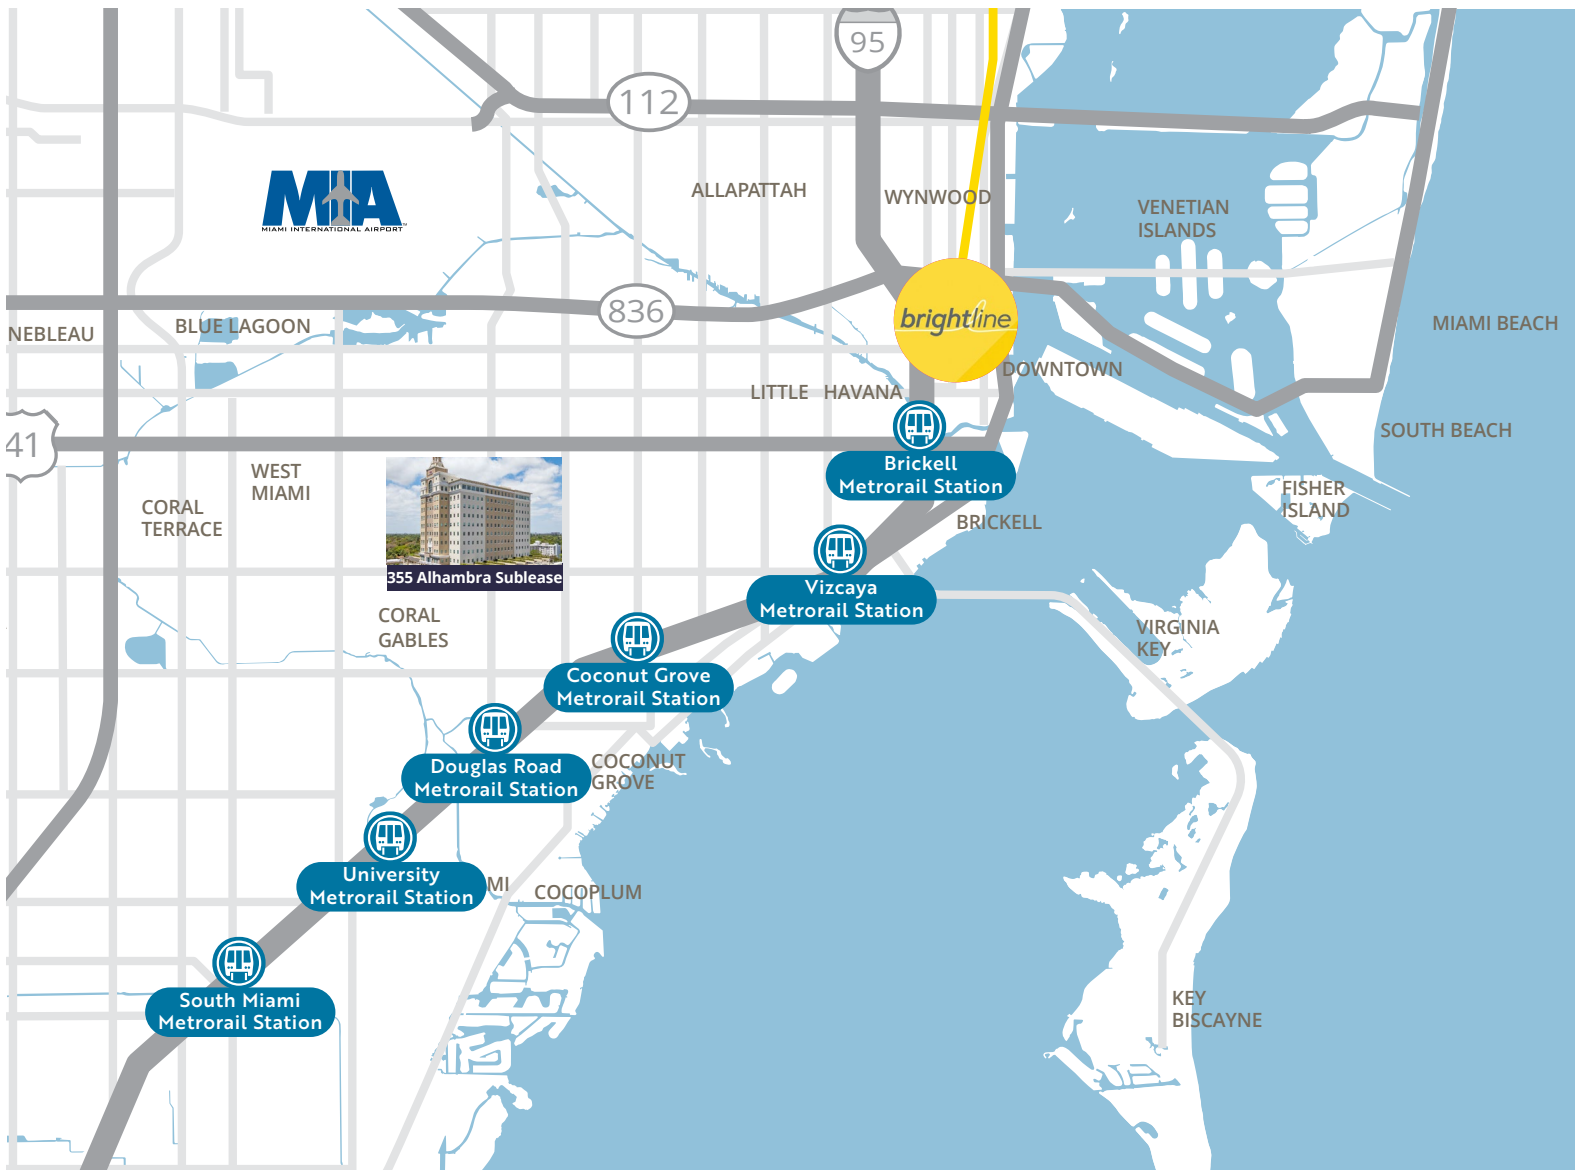 95
112
MIA
MIAMI INTERNATIONAL AIRPORT
ALLAPATTAH
WYNWOOD
VENETIAN
ISLANDS
836
brightline
NEBLEAU
BLUE LAGOON
MIAMI BEACH
DOWNTOWN
LITTLE HAVANA
41
SOUTH BEACH
Brickell
Metrorail Station
WEST
MIAMI
CORAL
TERRACE
FISHER
ISLAND
BRICKELL
355 Alhambra Sublease
Vizcaya
Metrorail Station
CORAL
GABLES
VIRGINIA
KEY
Coconut Grove
Metrorail Station
Douglas Road
Metrorail Station
COCONUT
GROVE
University
Metrorail Station
MI
COCOPLUM
South Miami
Metrorail Station
KEY
BISCAYNE